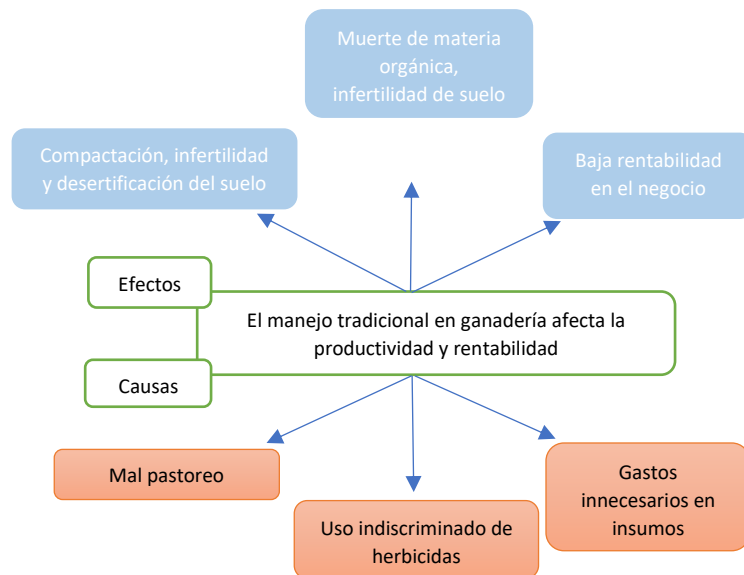 Muerte de materia
orgánica,
infertilidad de suelo
Compactación, infertilidad
y desertificación del suelo
Baja rentabilidad
en el negocio
Efectos
El manejo tradicional en ganadería afecta la
productividad y rentabilidad
Causas
Mal pastoreo
Uso indiscriminado de
herbicidas
Gastos
innecesarios en
insumos